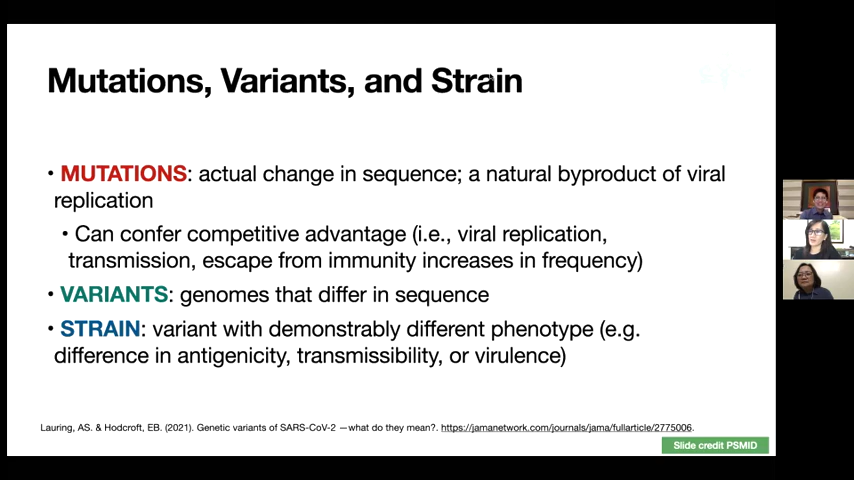 Mutations, Variants, and Strain
• MUTATIONS: actual change in sequence; a natural byproduct of viral
replication
• Can confer competitive advantage (i.e., viral replication,
transmission, escape from immunity increases in frequency)
• VARIANTS: genomes that differ in sequence
• STRAIN: variant with demonstrably different phenotype (e.g.
difference in antigenicity, transmissibility, or virulence)
Lauring, AS. & Hodcroft, EB. (2021). Genetic variants of SARS-CoV-2 —what do they mean?. https://jamanetwork.com/journals/jama/fullarticle/2775006.
Slide credit PSMID